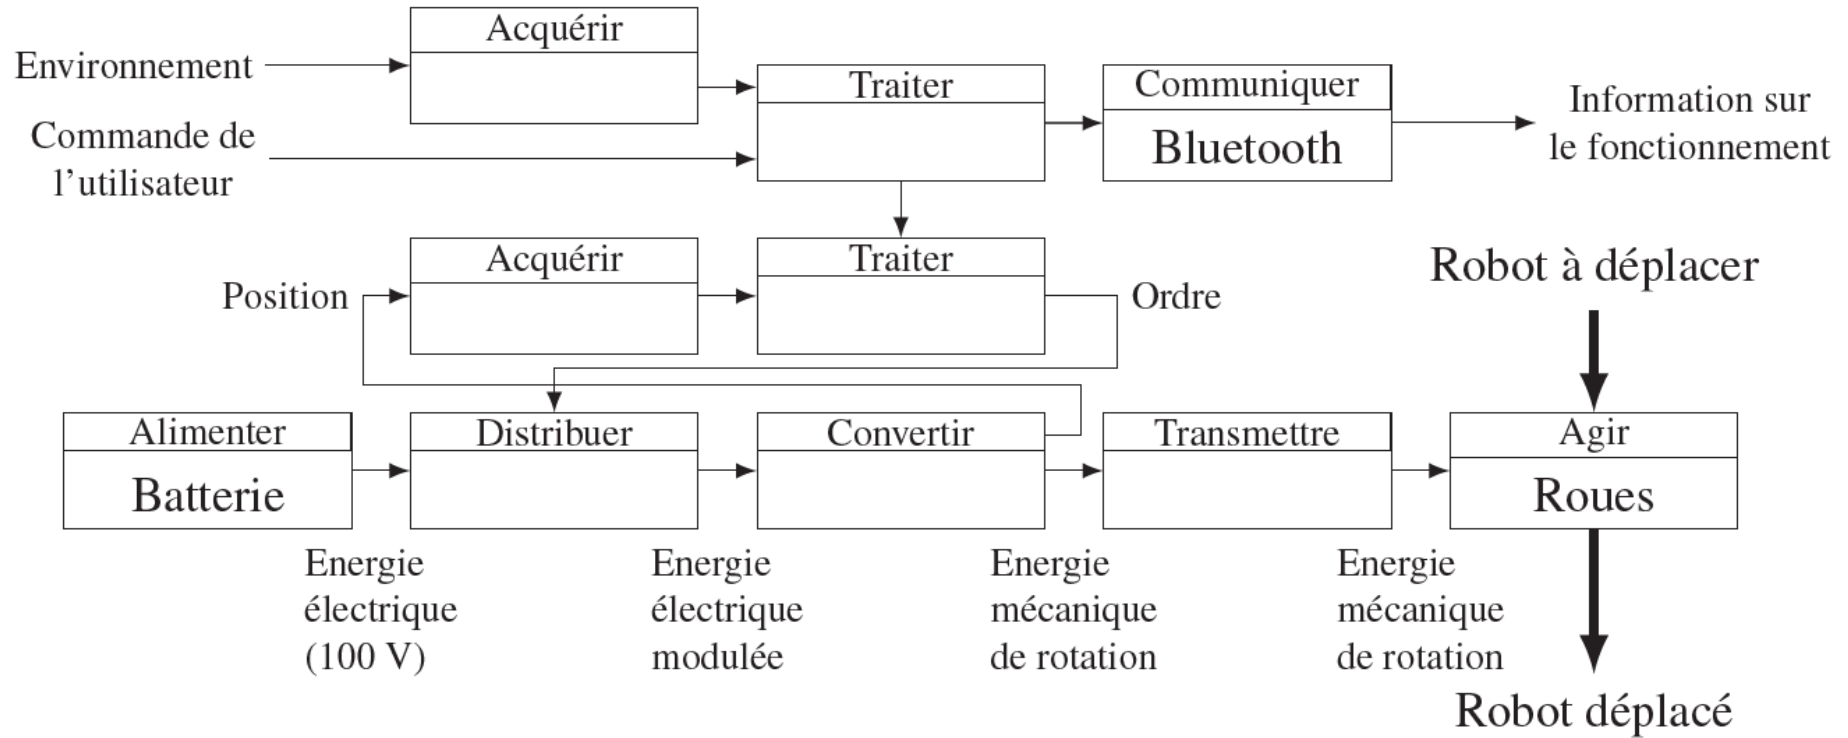 Acquérir
Environnement
Traiter
Communiquer
Bluetooth
Information sur
le fonctionnement
Commande de
l’utilisateur
Acquérir
Traiter
Position
Ordre
Robot à déplacer
Alimenter
Batterie
Distribuer
Convertir
Transmettre
Agir
Roues
Energie
électrique
(100 V)
Energie
électrique
modulée
Energie
mécanique
de rotation
Energie
mécanique
de rotation
Robot déplacé